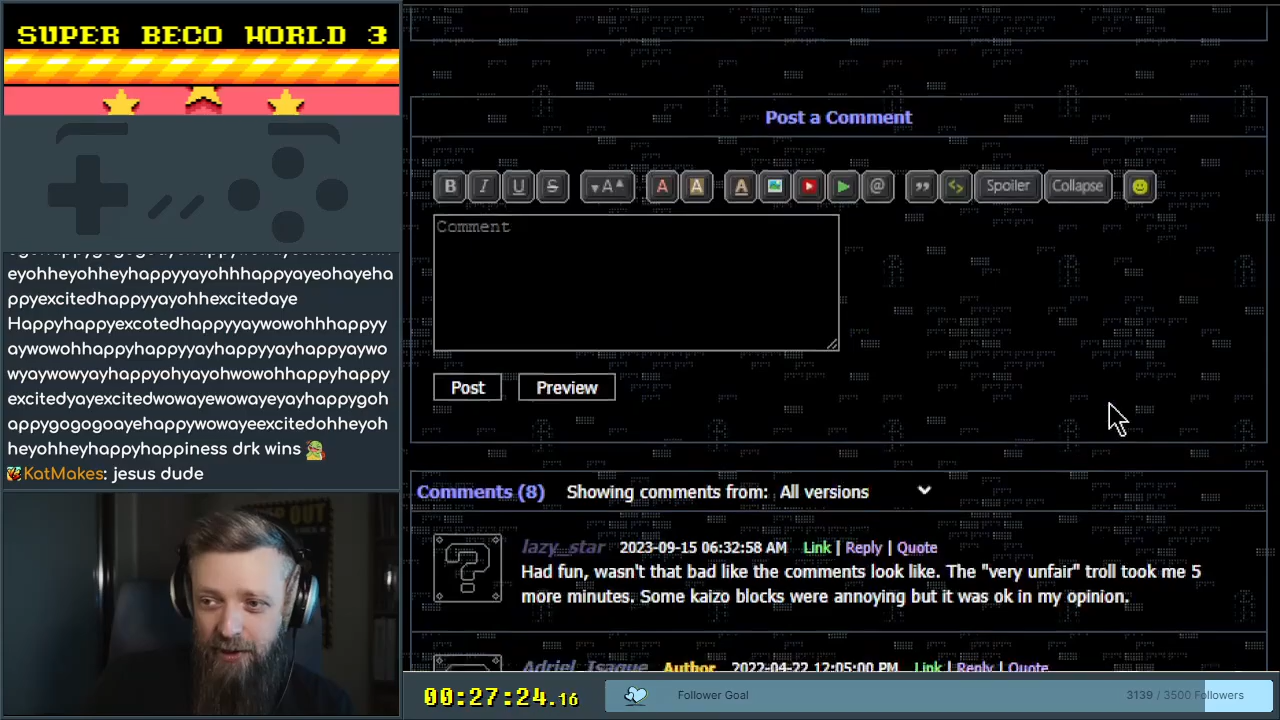 SUPER BECO WORLD 3
eyohheyohheyhappyyayohhhappyayeohayeha
ppyexcitedhappyyayohhexcitedaye
aywowohhappyhappyyayhappyyayhappyaywo
wyaywowyayhappyohyayohwowohhappyhappy
excitedyayexcitedwowayewowayeyayhappygoh
appygogogoayehappywowheeexcitedohheyoh
heyohheyhappyhappiness drk wins
KatMakes: jesus dude
Post a Comment
B I U S A A A A @ ,, <> Spoiler Collapse
Comment
Post Preview
Comments (8) Showing comments from: All versions
lazy_star 2023-09-15 06:32:58 AM Link | Reply | Quote
Had fun, wasn't that bad like the comments look like. The "very unfair" troll took me 5
more minutes. Some kaizo blocks were annoying but it was ok in my opinion.
Adriel_Isaque Author 2022-04-22 12:05:00 PM Link | Reply | Quote
00:27:24.16
Follower Goal 3139 / 3500 Followers